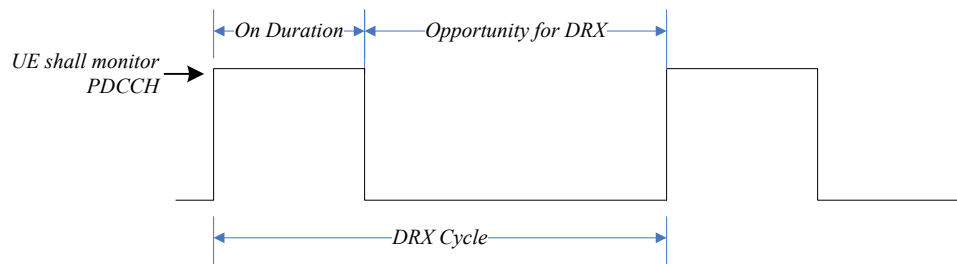 On Duration
Opportunity for DRX
UE shall monitor
PDCCH
DRX Cycle